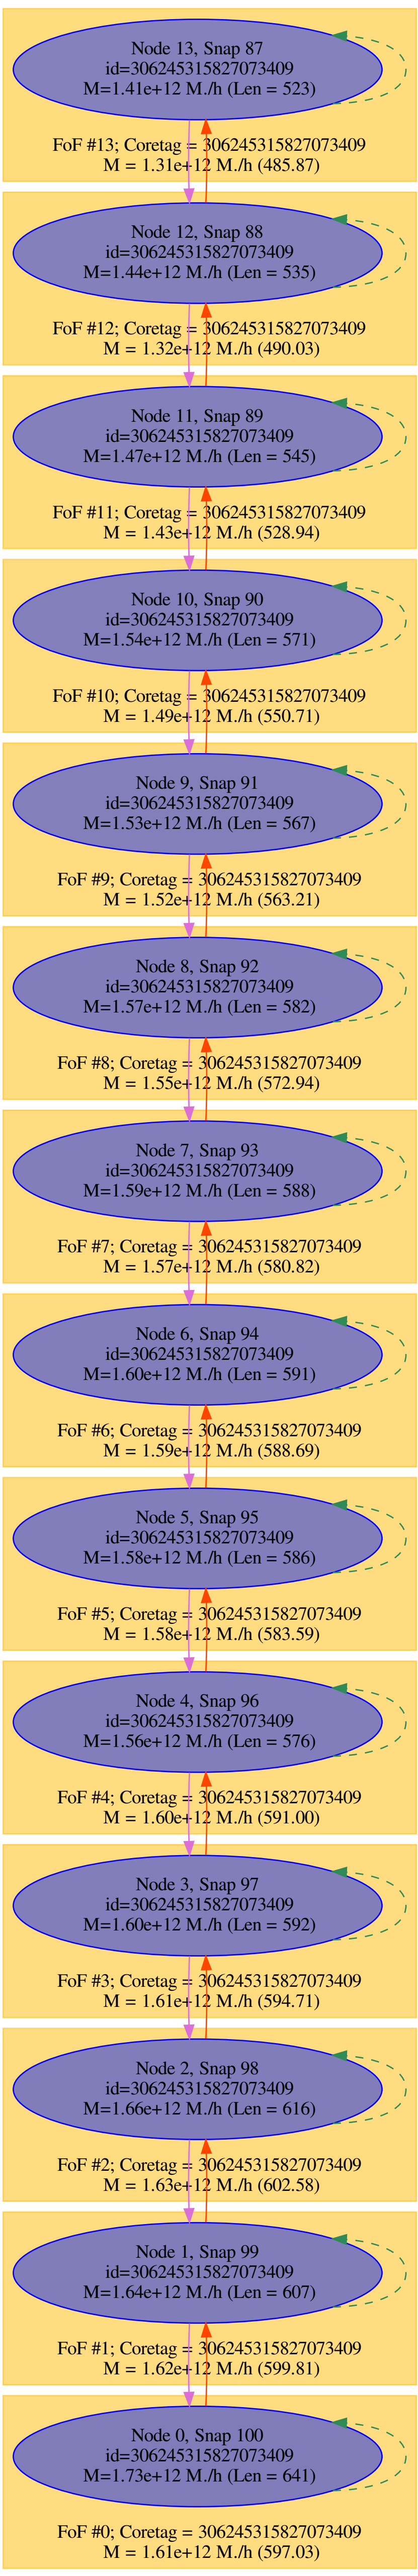 Node 13, Snap 87
id=306245315827073409
M=1.41e+12 M./h (Len = 523)
FoF #13; Coretag = 306245315827073409
M = 1.31e+12 M./h (485.87)
Node 12, Snap 88
id=306245315827073409
M=1.44e+12 M./h (Len = 535)
FoF #12; Coretag = 306245315827073409
M = 1.32e+12 M./h (490.03)
Node 11, Snap 89
id=306245315827073409
M=1.47e+12 M./h (Len = 545)
FoF #11; Coretag = 306245315827073409
M = 1.43e+12 M./h (528.94)
Node 10, Snap 90
id=306245315827073409
M=1.54e+12 M./h (Len = 571)
FoF #10; Coretag = 306245315827073409
M = 1.49e+12 M./h (550.71)
Node 9, Snap 91
id=306245315827073409
M=1.53e+12 M./h (Len = 567)
FoF #9; Coretag = 306245315827073409
M = 1.52e+12 M./h (563.21)
Node 8, Snap 92
id=306245315827073409
M=1.57e+12 M./h (Len = 582)
FoF #8; Coretag = 306245315827073409
M = 1.55e+12 M./h (572.94)
Node 7, Snap 93
id=306245315827073409
M=1.59e+12 M./h (Len = 588)
FoF #7; Coretag = 306245315827073409
M = 1.57e+12 M./h (580.82)
Node 6, Snap 94
id=306245315827073409
M=1.60e+12 M./h (Len = 591)
FoF #6; Coretag = 306245315827073409
M = 1.59e+12 M./h (588.69)
Node 5, Snap 95
id=306245315827073409
M=1.58e+12 M./h (Len = 586)
FoF #5; Coretag = 306245315827073409
M = 1.58e+12 M./h (583.59)
Node 4, Snap 96
id=306245315827073409
M=1.56e+12 M./h (Len = 576)
FoF #4; Coretag = 306245315827073409
M = 1.60e+12 M./h (591.00)
Node 3, Snap 97
id=306245315827073409
M=1.60e+12 M./h (Len = 592)
FoF #3; Coretag = 306245315827073409
M = 1.61e+12 M./h (594.71)
Node 2, Snap 98
id=306245315827073409
M=1.66e+12 M./h (Len = 616)
FoF #2; Coretag = 306245315827073409
M = 1.63e+12 M./h (602.58)
Node 1, Snap 99
id=306245315827073409
M=1.64e+12 M./h (Len = 607)
FoF #1; Coretag = 306245315827073409
M = 1.62e+12 M./h (599.81)
Node 0, Snap 100
id=306245315827073409
M=1.73e+12 M./h (Len = 641)
FoF #0; Coretag = 306245315827073409
M = 1.61e+12 M./h (597.03)